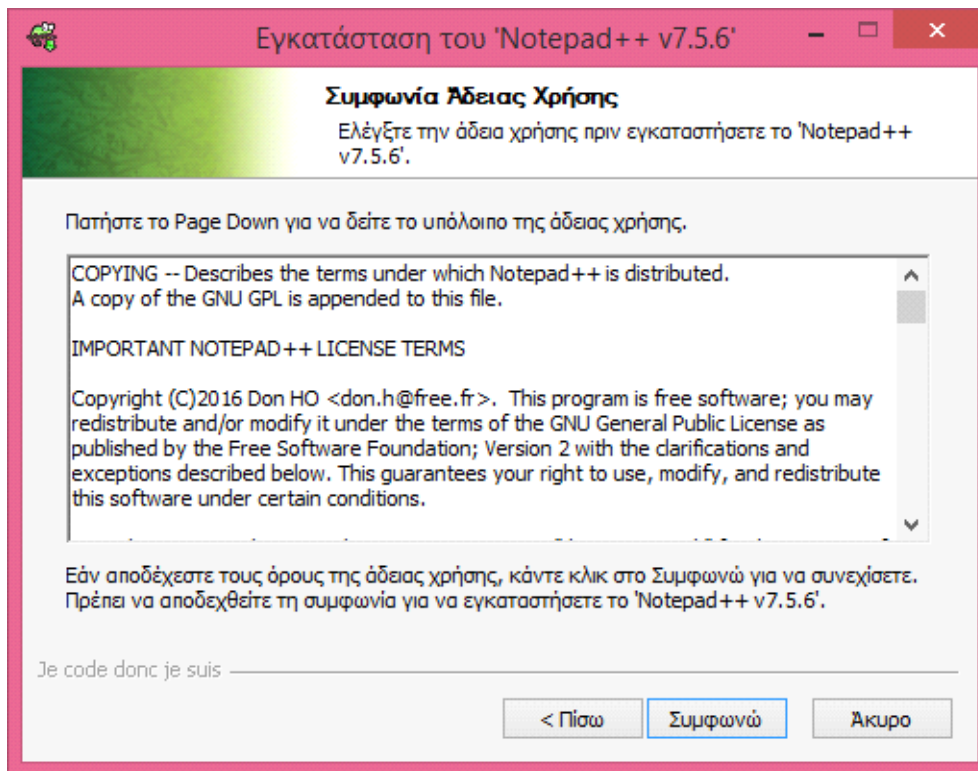 Εγκατάσταση του 'Notepad++ v7.5.6'
Συμφωνία Άδειας Χρήσης
Ελέγξτε την άδεια χρήσης πριν εγκαταστήσετε το 'Notepad++
v7.5.6'.
Πατήστε το Page Down για να δείτε το υπόλοιπο της άδειας χρήσης.
COPYING -- Describes the terms under which Notepad++ is distributed.
A copy of the GNU GPL is appended to this file.
IMPORTANT NOTEPAD++ LICENSE TERMS
Copyright (C)2016 Don HO <don.h@free.fr>.  This program is free software; you may
redistribute and/or modify it under the terms of the GNU General Public License as
published by the Free Software Foundation; Version 2 with the clarifications and
exceptions described below. This guarantees your right to use, modify, and redistribute
this software under certain conditions.
Εάν αποδέχεστε τους όρους της άδειας χρήσης, κάντε κλικ στο Συμφωνώ για να συνεχίσετε.
Πρέπει να αποδεχθείτε τη συμφωνία για να εγκαταστήσετε το 'Notepad++ v7.5.6'.
Je code donc je suis
< Πίσω
Συμφωνώ
Άκυρο